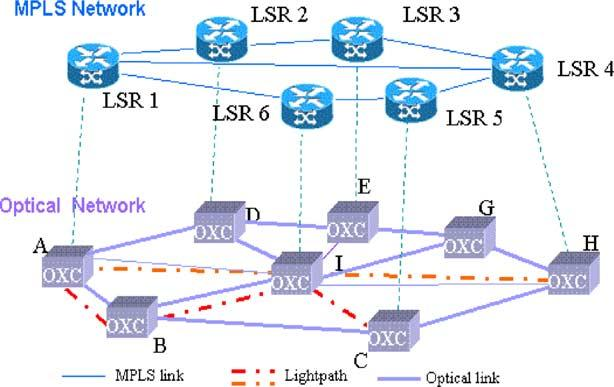 MPLS Network
LSR 2
LSR 3
LSR 1
LSR 6
LSR 5
LSR 4
Optical Network
E
D
G
A
OXC
OXC
OXC
H
I
OXC
OXC
OXC
OXC
OXC
B
C
MPLS link
Lightpath
Optical link